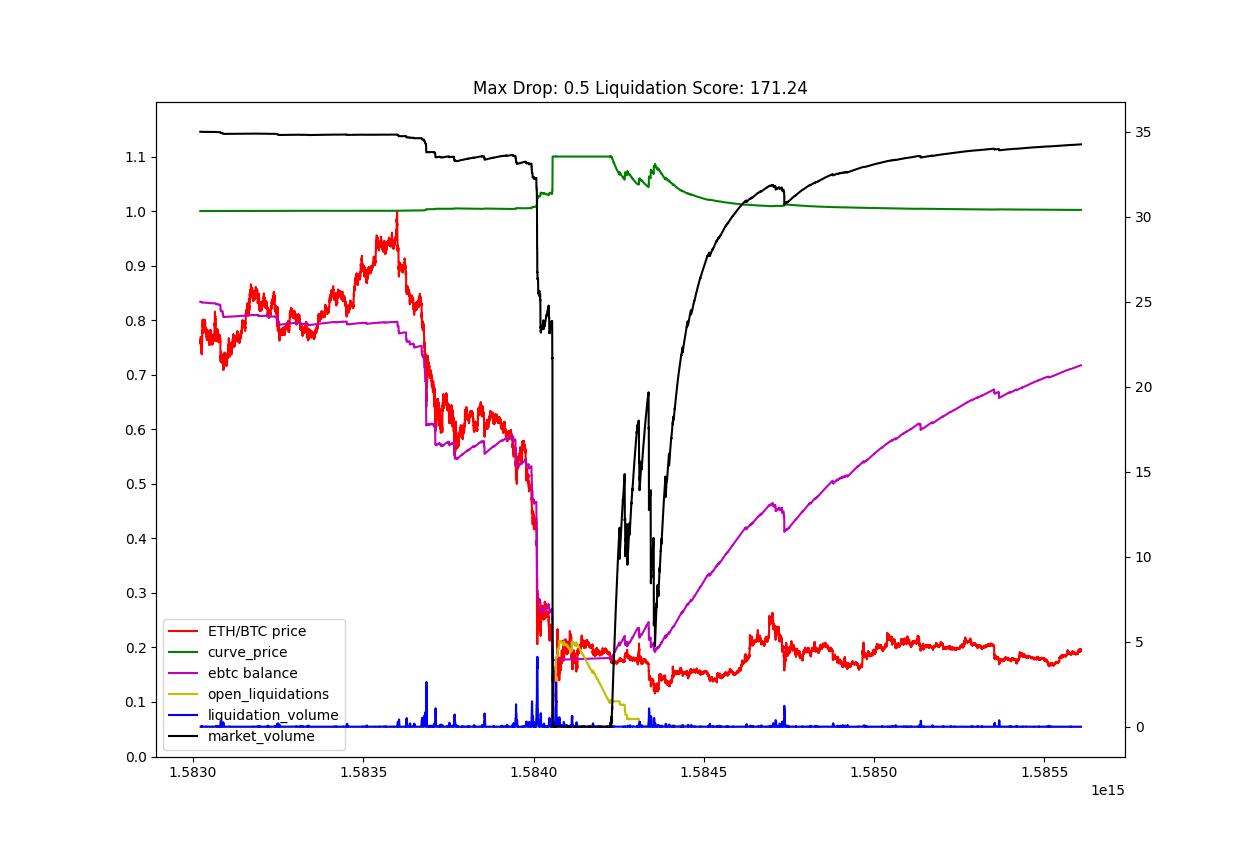 Max Drop: 0.5 Liquidation Score: 171.24
1.1
1.0
0.9
0.8
0.7
0.6
0.5
0.4
0.3
0.2
0.1
0.0
35
30
25
20
15
10
5
0
ETH/BTC price
curve_price
ebtc balance
open_liquidations
liquidation_volume
market_volume
1.5830 1.5835 1.5840 1.5845 1.5850 1.5855
1e15